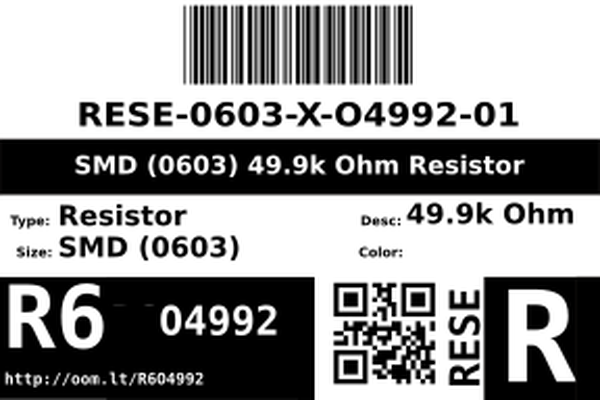 RESE-0603-X-O4992-01
SMD (0603) 49.9k Ohm Resistor
Type: Resistor
Desc: 49.9k Ohm
Size: SMD (0603)
Color:
R6 04992
http://oom.lt/R604992
RESE
R